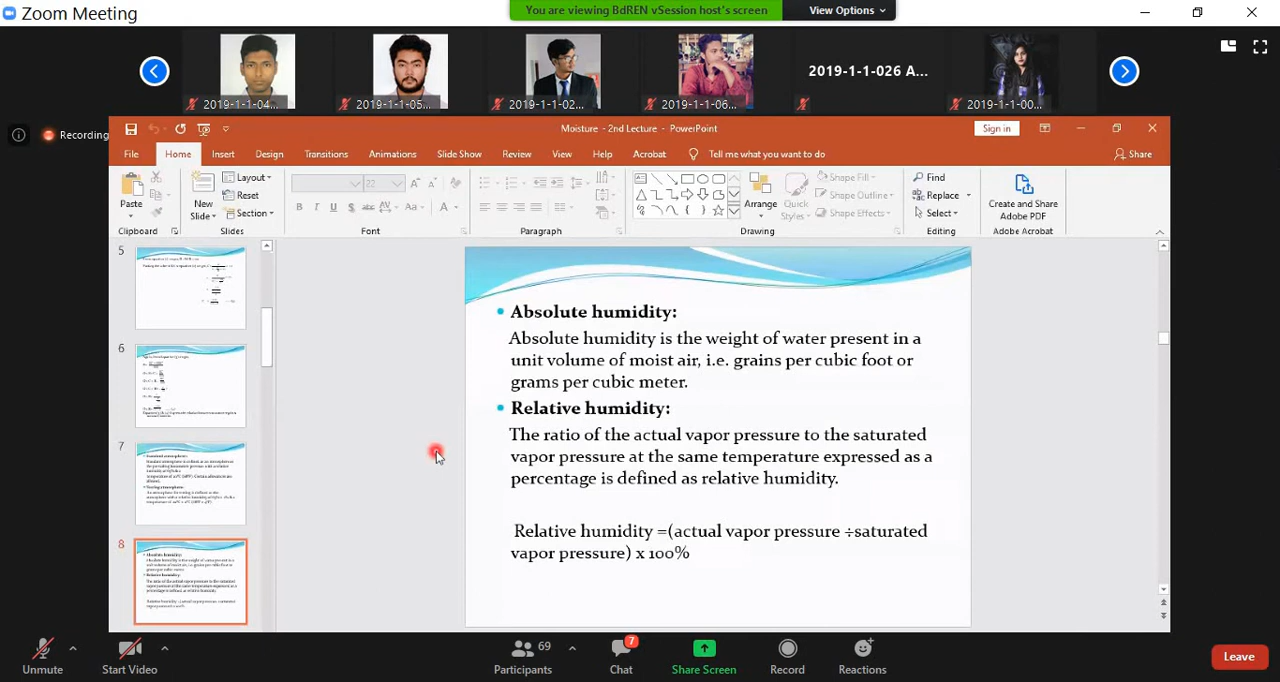 Zoom Meeting
You are viewing BdREN vSession host's screen
View Options
2019-1-1-04...
2019-1-1-05...
2019-1-1-02...
2019-1-1-06...
2019-1-1-026 A...
2019-1-1-00...
Recording
Moisture - 2nd Lecture - PowerPoint
Sign in
File
Home
Insert
Design
Transitions
Animations
Slide Show
Review
View
Help
Acrobat
Tell me what you want to do
Share
Paste
Clipboard
New Slide
Layout
Reset
Section
Slides
22
Font
Paragraph
Arrange
Quick Styles
Shape Fill
Shape Outline
Shape Effects
Drawing
Find
Replace
Select
Editing
Create and Share Adobe PDF
Adobe Acrobat
5
6
7
8
• Absolute humidity:
Absolute humidity is the weight of water present in a
unit volume of moist air, i.e. grains per cubic foot or
grams per cubic meter.
• Relative humidity:
The ratio of the actual vapor pressure to the saturated
vapor pressure at the same temperature expressed as a
percentage is defined as relative humidity.
Relative humidity =(actual vapor pressure ÷saturated
vapor pressure) x 100%
Unmute
Start Video
Participants
69
Chat
7
Share Screen
Record
Reactions
Leave